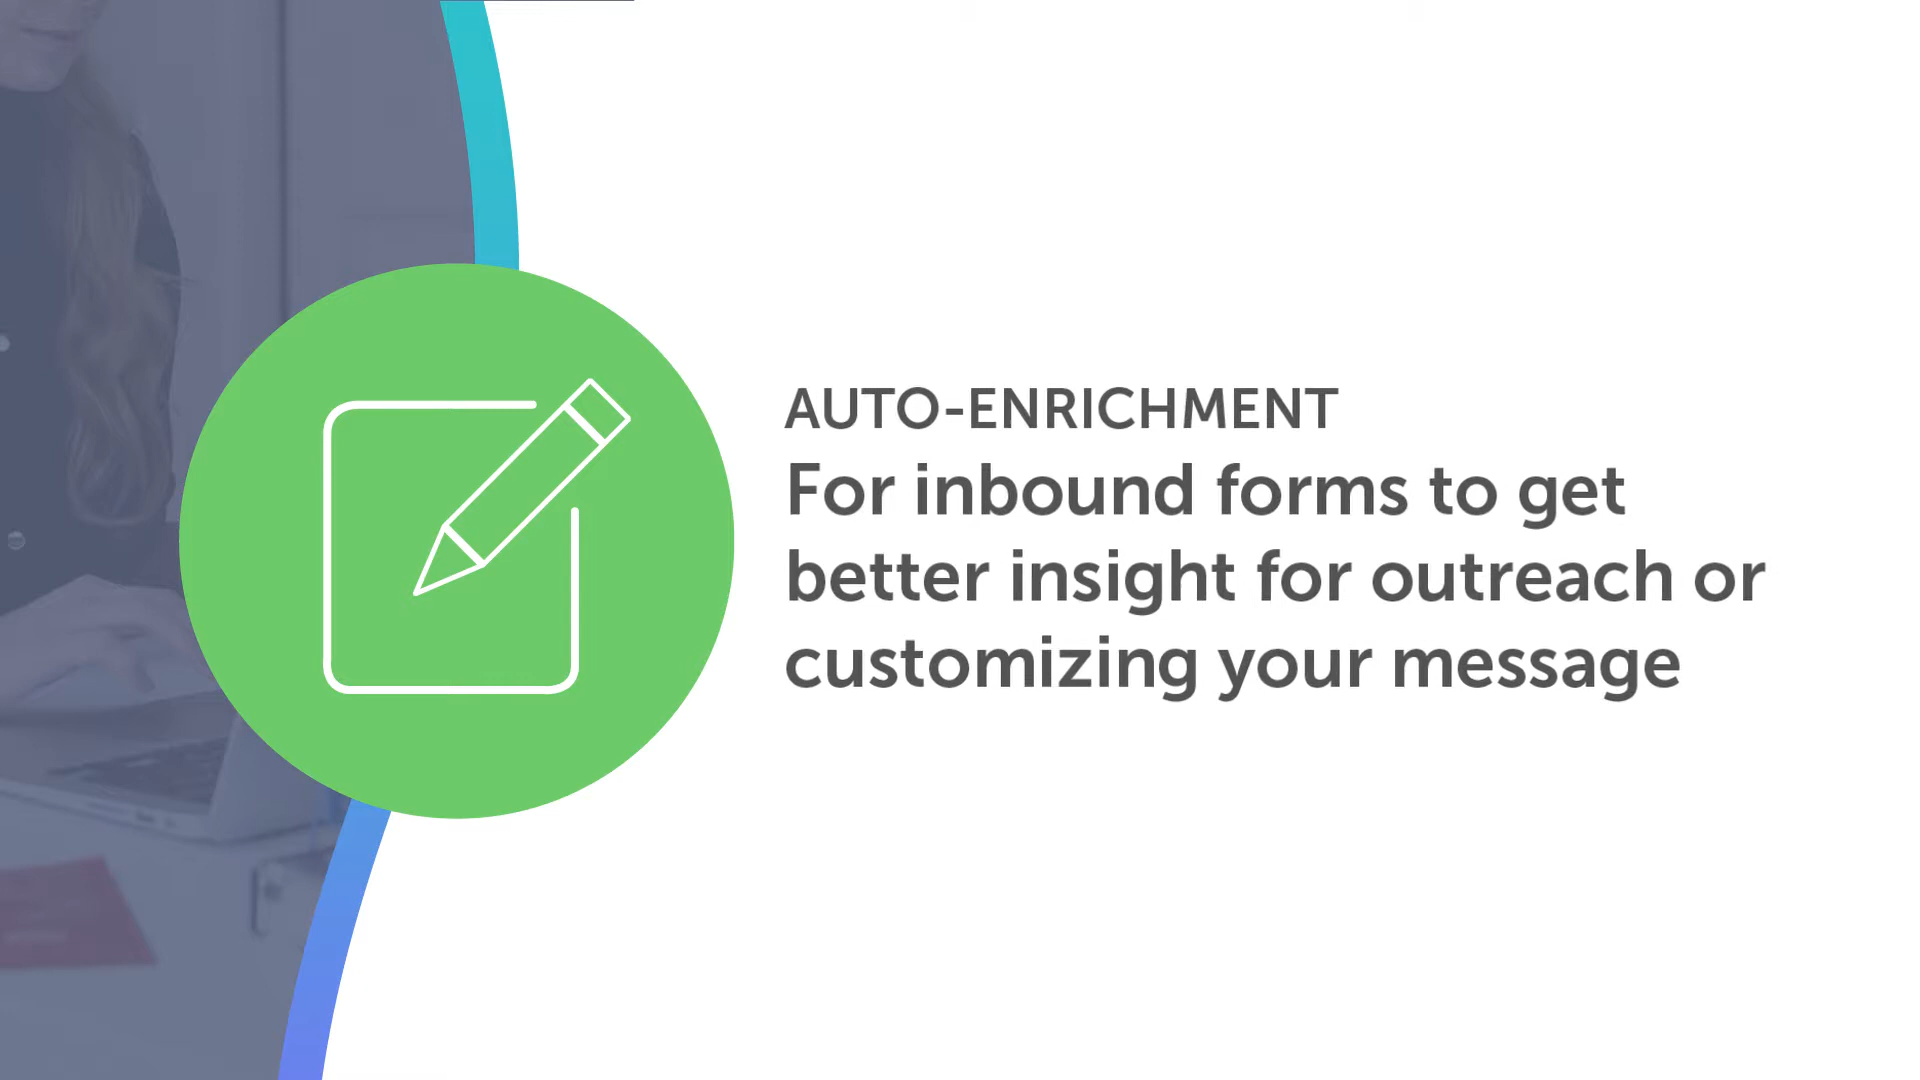 AUTO-ENRICHMENT
For inbound forms to get
better insight for outreach or
customizing your message